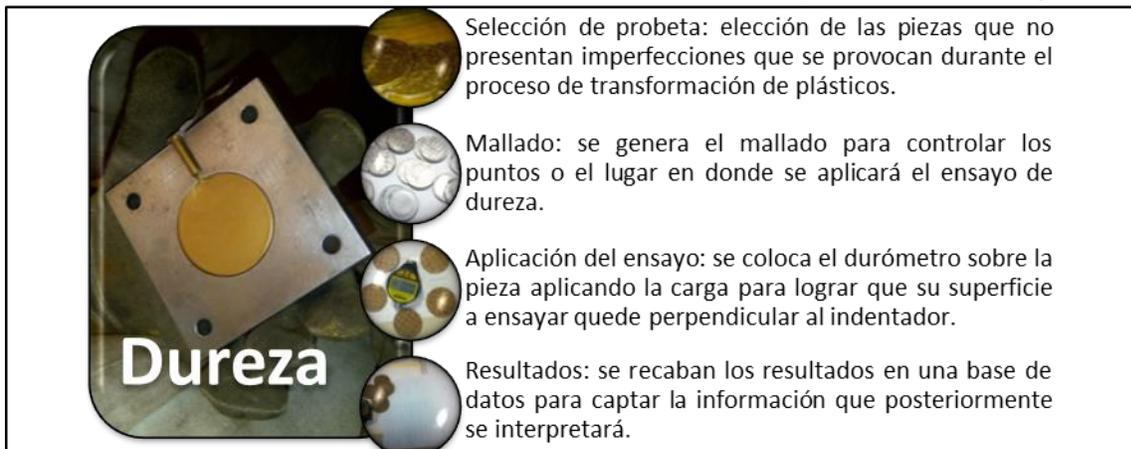 Selección de probeta: elección de las piezas que no
presentan imperfecciones que se provocan durante el
proceso de transformación de plásticos.
Mallado: se genera el mallado para controlar los
puntos o el lugar en donde se aplicará el ensayo de
dureza.
Aplicación del ensayo: se coloca el durómetro sobre la
pieza aplicando la carga para lograr que su superficie
a ensayar quede perpendicular al indentador.
Resultados: se recaban los resultados en una base de
datos para captar la información que posteriormente
se interpretará.
Dureza